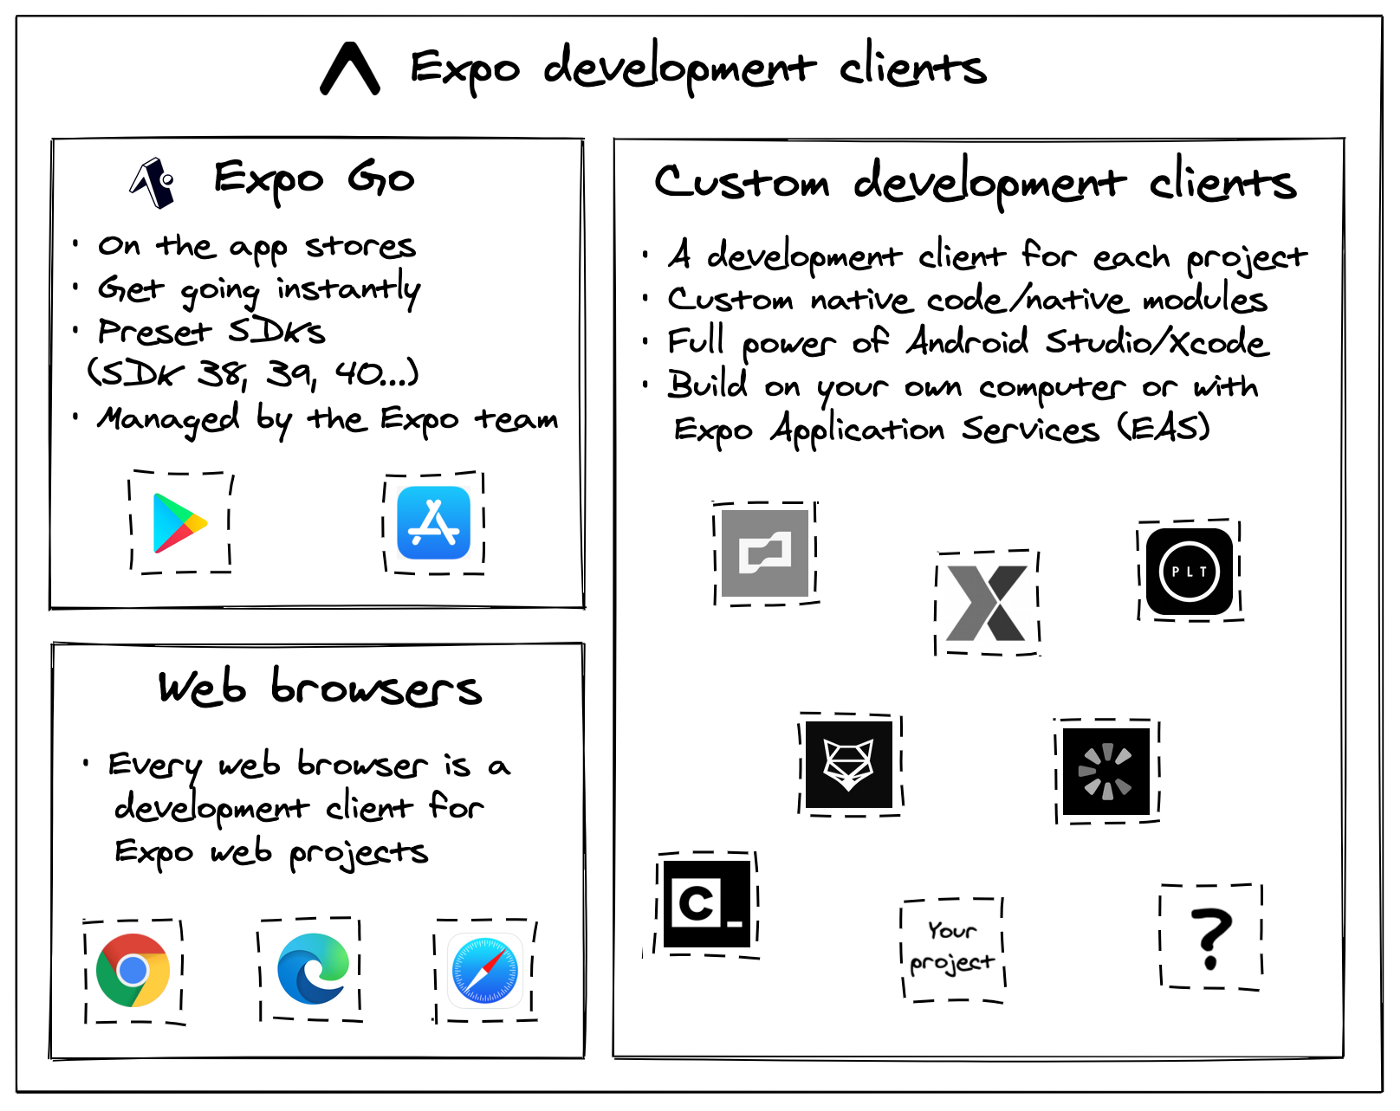 Expo development clients
Expo Go
• On the app stores
• Get going instantly
• Preset SDKs
(SDK 38, 39, 40...)
• Managed by the Expo team
Web browsers
• Every web browser is a
development client for
Expo web projects
Custom development clients
• A development client for each project
• Custom native code/native modules
• Full power of Android Studio/Xcode
• Build on your own computer or with
Expo Application Services (EAS)
PLT
C_
Your
project
?